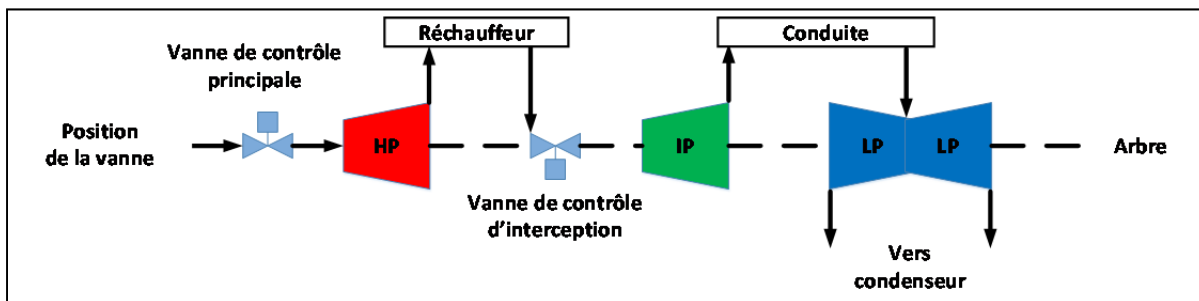 Réchauffeur
Conduite
Vanne de contrôle
principale
Position
de la vanne
HP
IP
LP
LP
Arbre
Vanne de contrôle
d'interception
Vers
condenseur